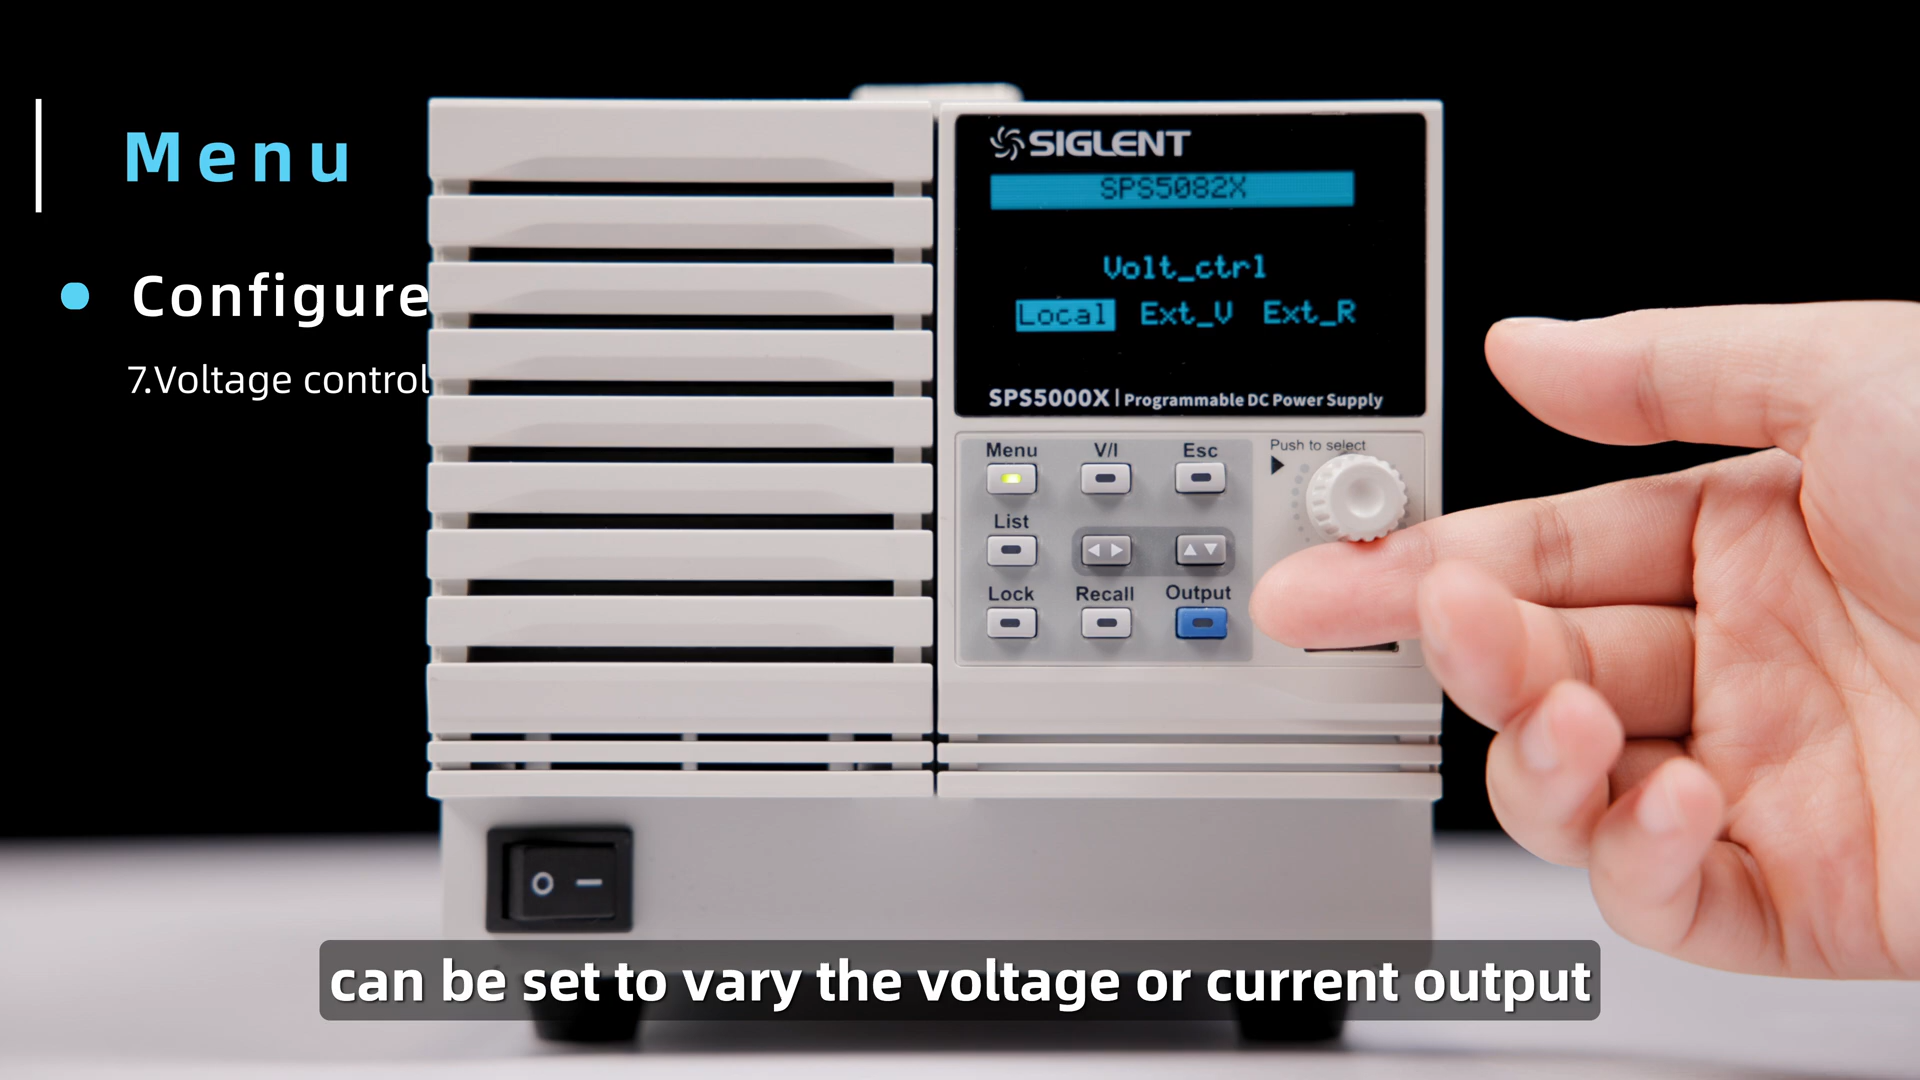 Menu
Configure
7.Voltage control
SIGLENT
SPS5082X
Volt_ctrl
Local Ext_V Ext_R
SPS5000X | Programmable DC Power Supply
Menu V/I Esc
Push to select
List
Lock Recall Output
O —
can be set to vary the voltage or current output